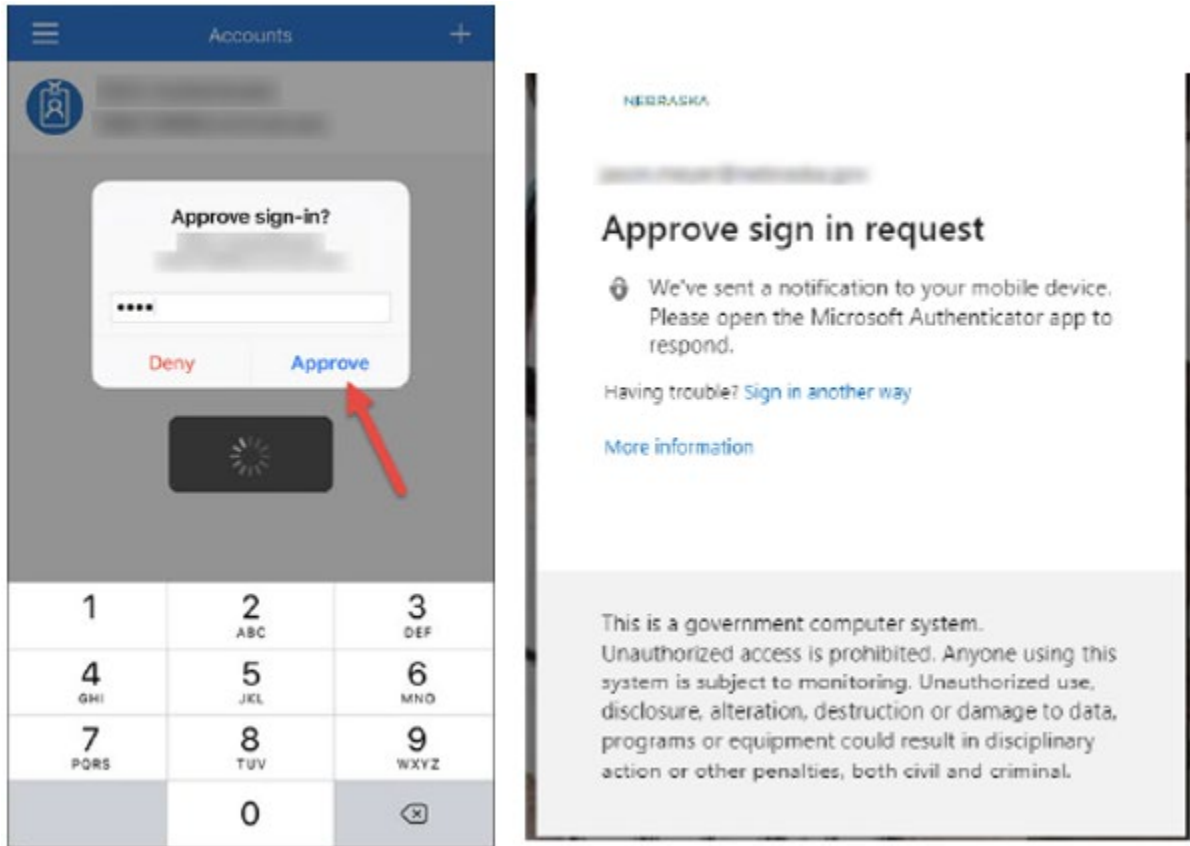 Accounts
Approve sign-in?
••••
Deny Approve
1 2 3
ABC DEF
4 5 6
GHI JKL MNO
7 8 9
PQRS TUV WXYZ
0
NEBRASKA
Approve sign in request
We've sent a notification to your mobile device.
Please open the Microsoft Authenticator app to
respond.
Having trouble? Sign in another way
More information
This is a government computer system.
Unauthorized access is prohibited. Anyone using this
system is subject to monitoring. Unauthorized use,
disclosure, alteration, destruction or damage to data,
programs or equipment could result in disciplinary
action or other penalties, both civil and criminal.